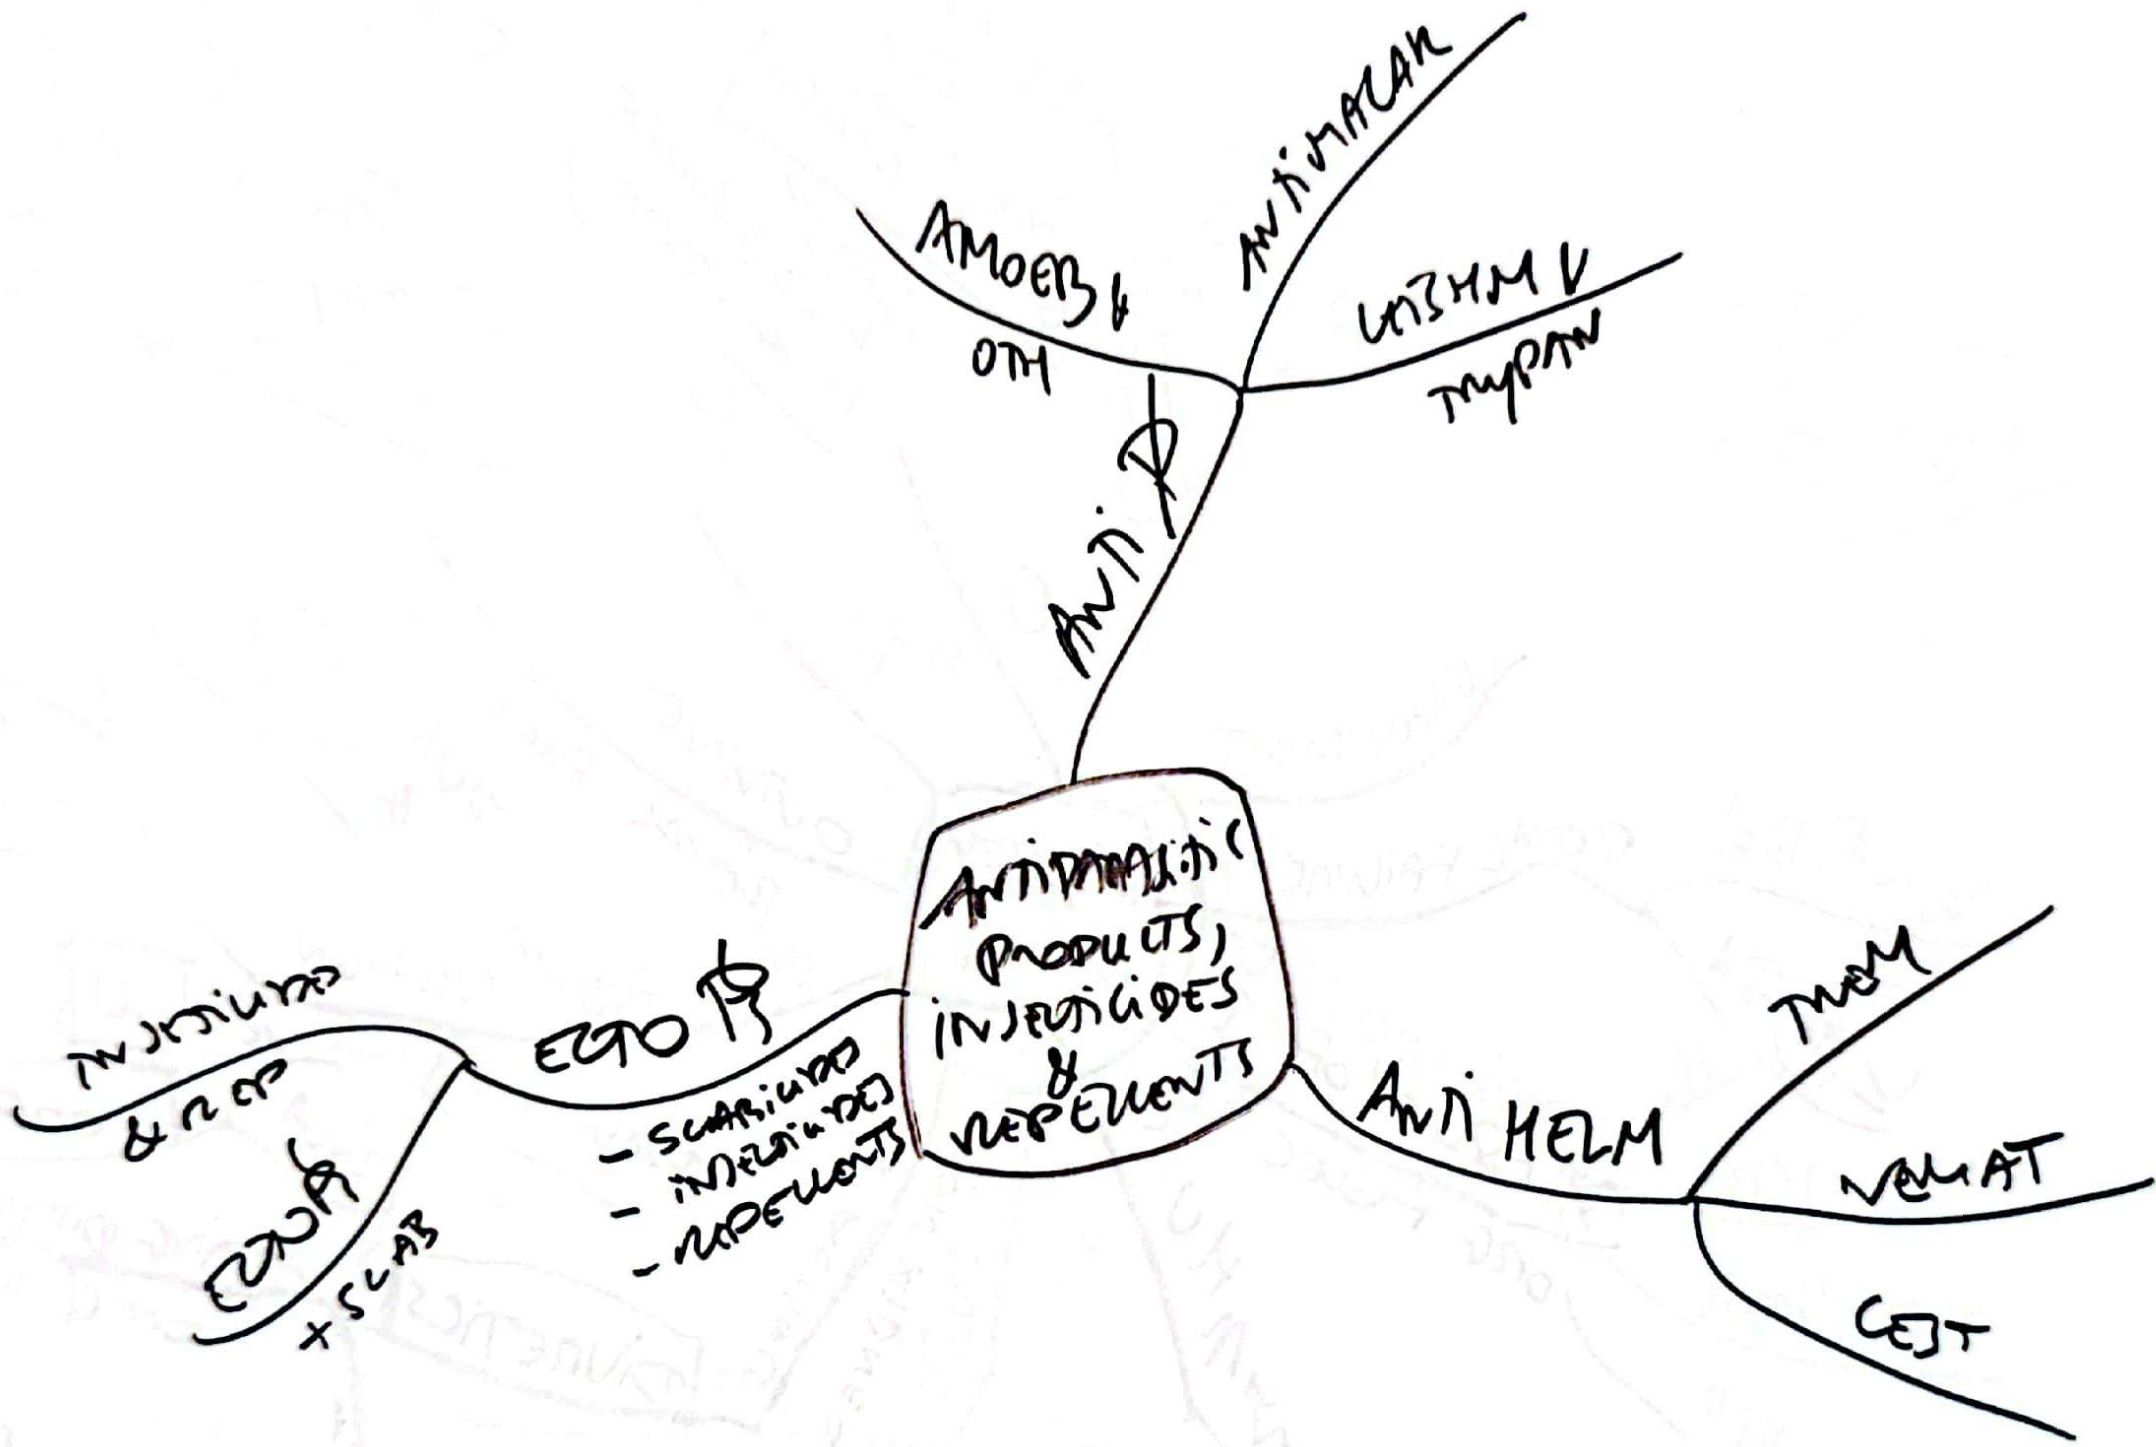 ANTIPARASITIC
PRODUCTS,
INSECTICIDES
&
REPELLENTS
ANTI
AMOEB &
OTH
ANTIMALAR
LEISHM &
TRYPAN
ANTI HELM
TREM
NEMAT
CEST
ECTO
- SCABICIDES
- INSECTICIDES
- REPELLENTS
INSECTICIDES
& REP
ECTO
+ SCAB